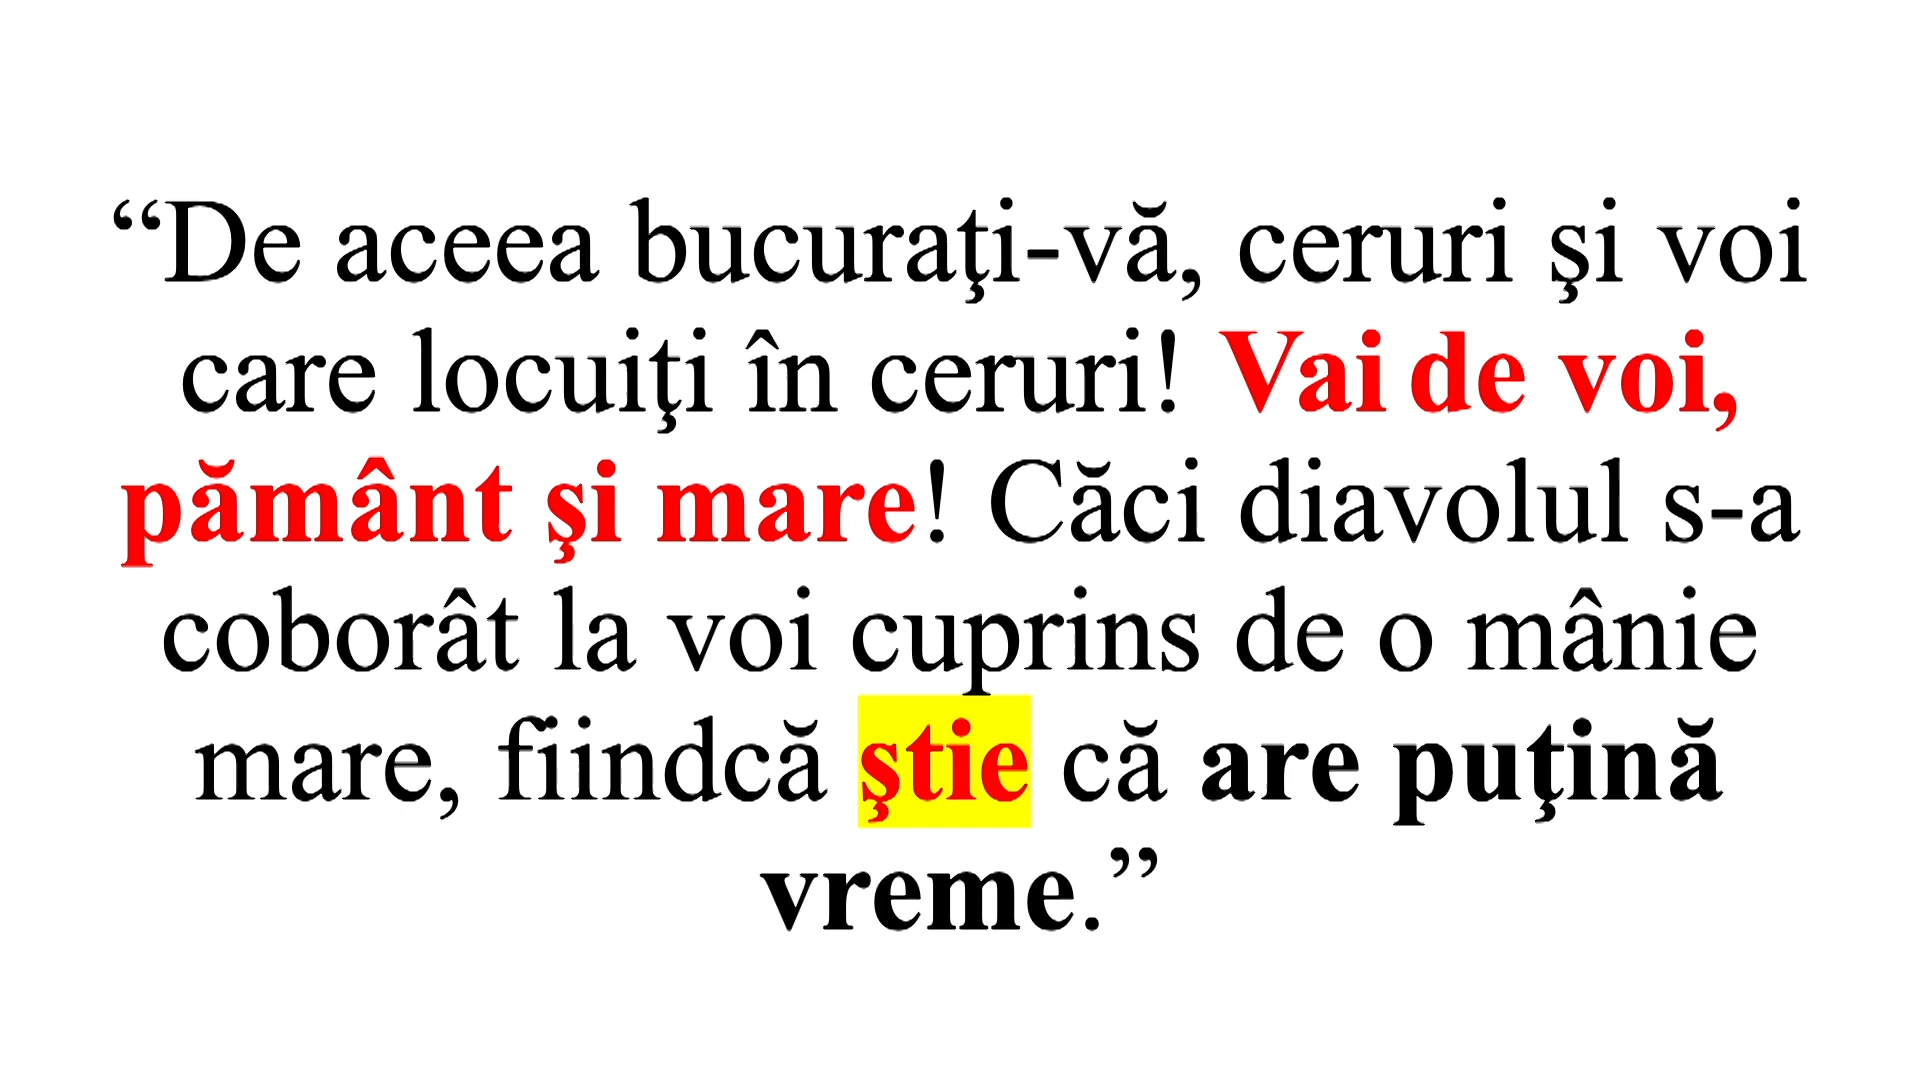 “De aceea bucuraţi-vă, ceruri şi voi
care locuiţi în ceruri! Vai de voi,
pământ şi mare! Căci diavolul s-a
coborât la voi cuprins de o mânie
mare, fiindcă ştie că are puţină
vreme.”